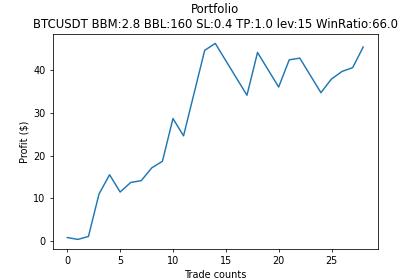 Portfolio
BTCUSDT BBM:2.8 BBL:160 SL:0.4 TP:1.0 lev:15 WinRatio:66.0
40
30
20
10
0
Profit ($)
0 5 10 15 20 25
Trade counts